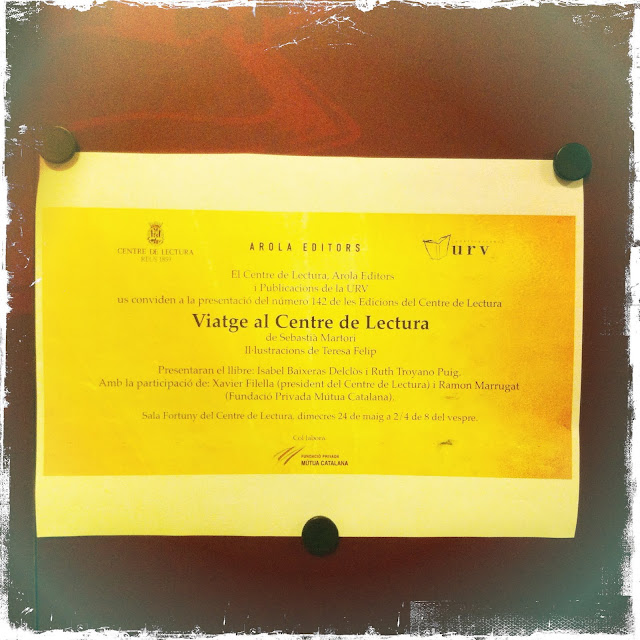 CENTRE DE LECTURA
REUS 1859
AROLA EDITORS
urv
El Centre de Lectura, Arola Editors
i Publicacions de la URV
us conviden a la presentació del número 142 de les Edicions del Centre de Lectura
Viatge al Centre de Lectura
de Sebastià Martori
Il·lustracions de Teresa Felip
Presentaran el llibre: Isabel Baixeras Delclòs i Ruth Troyano Puig.
Amb la participació de: Xavier Filella (president del Centre de Lectura) i Ramon Marrugat
(Fundació Privada Mútua Catalana).
Sala Fortuny del Centre de Lectura, dimecres 24 de maig a 2/4 de 8 del vespre.
Col·labora
FUNDACIÓ PRIVADA
MÚTUA CATALANA